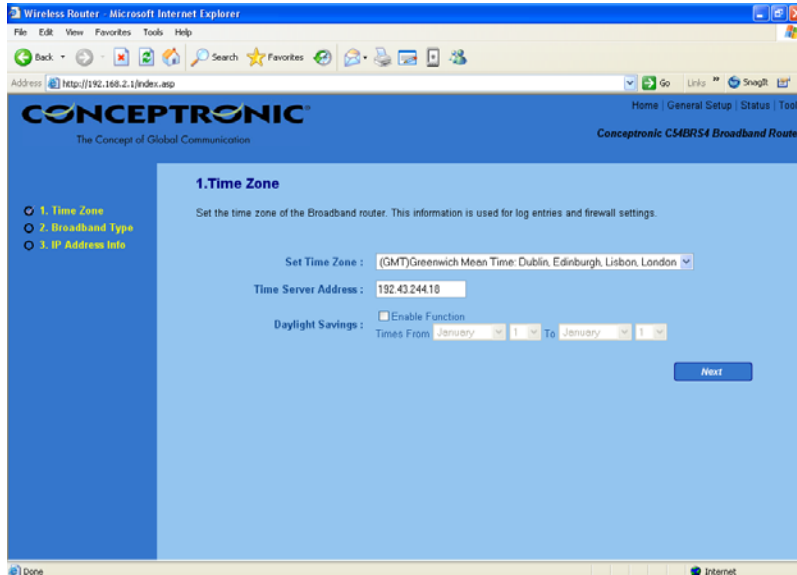 Wireless Router - Microsoft Internet Explorer
File Edit View Favorites Tools Help
Back Search Favorites
Address http://192.168.2.1/index.asp Go Links » SnagIt
CONCEPTRONIC
The Concept of Global Communication
Home | General Setup | Status | Tool
Conceptronic C54BRS4 Broadband Route
1. Time Zone
2. Broadband Type
3. IP Address Info
1.Time Zone
Set the time zone of the Broadband router. This information is used for log entries and firewall settings.
Set Time Zone : (GMT)Greenwich Mean Time: Dublin, Edinburgh, Lisbon, London
Time Server Address : 192.43.244.18
Daylight Savings : Enable Function
Times From January 1 To January 1
Next
Done Internet